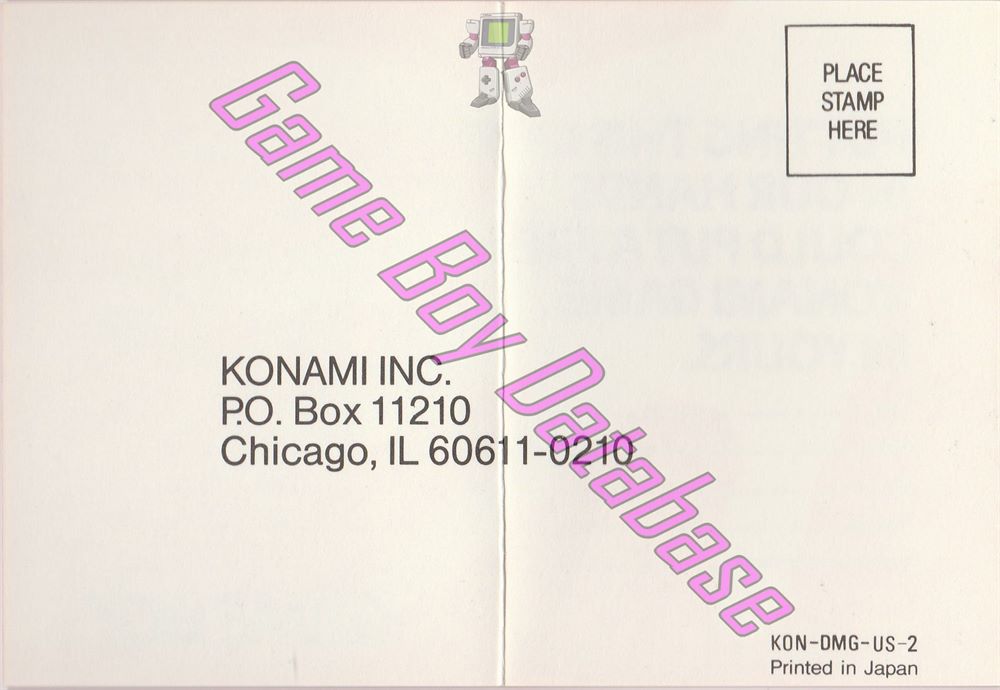 PLACE
STAMP
HERE
Game Boy Database
KONAMI INC.
P.O. Box 11210
Chicago, IL 60611-0210
KON-DMG-US-2
Printed in Japan